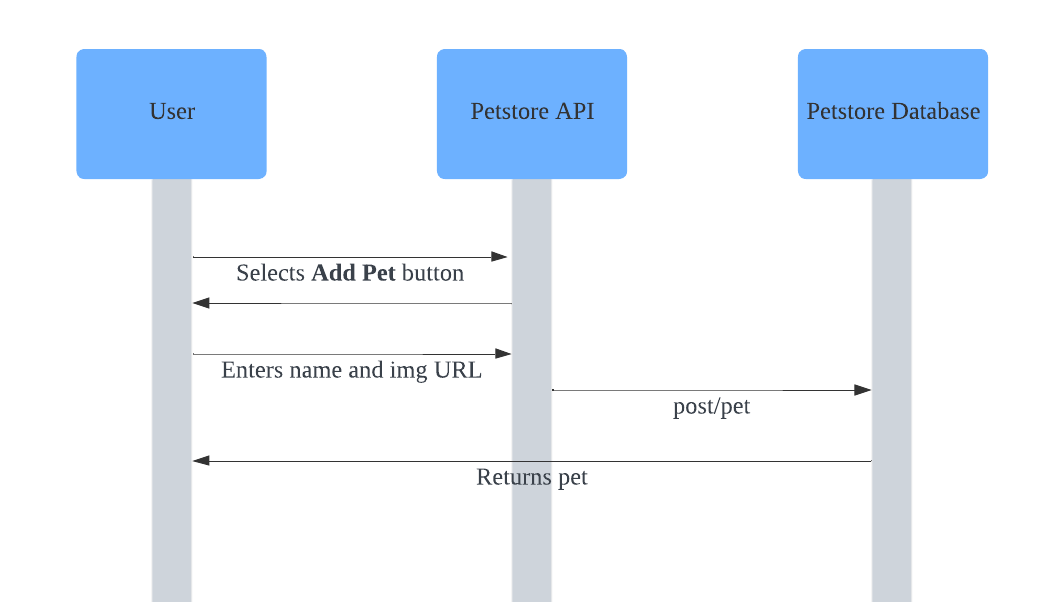 User
Petstore API
Petstore Database
Selects Add Pet button
Enters name and img URL
post/pet
Returns pet